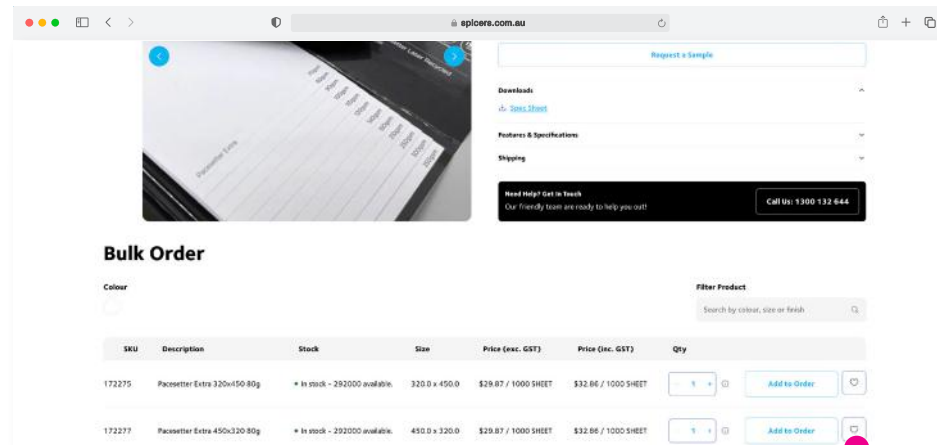 spicers.com.au
Pacesetter Laser Recycled
Pacesetter Extra
Request a Sample
Downloads
Spec Sheet
Features & Specifications
Shipping
Need Help? Get In Touch
Our friendly team are ready to help you out!
Call Us: 1300 132 644
Bulk Order
Colour
Filter Product
Search by colour, size or finish
SKU Description Stock Size Price (exc. GST) Price (inc. GST) Qty
172275 Pacesetter Extra 320x450 80g In stock - 292000 available. 320.0 x 450.0 $29.87 / 1000 SHEET $32.86 / 1000 SHEET - 1 + Add to Order
172277 Pacesetter Extra 450x320 80g In stock - 292000 available. 450.0 x 320.0 $29.87 / 1000 SHEET $32.86 / 1000 SHEET - 1 + Add to Order